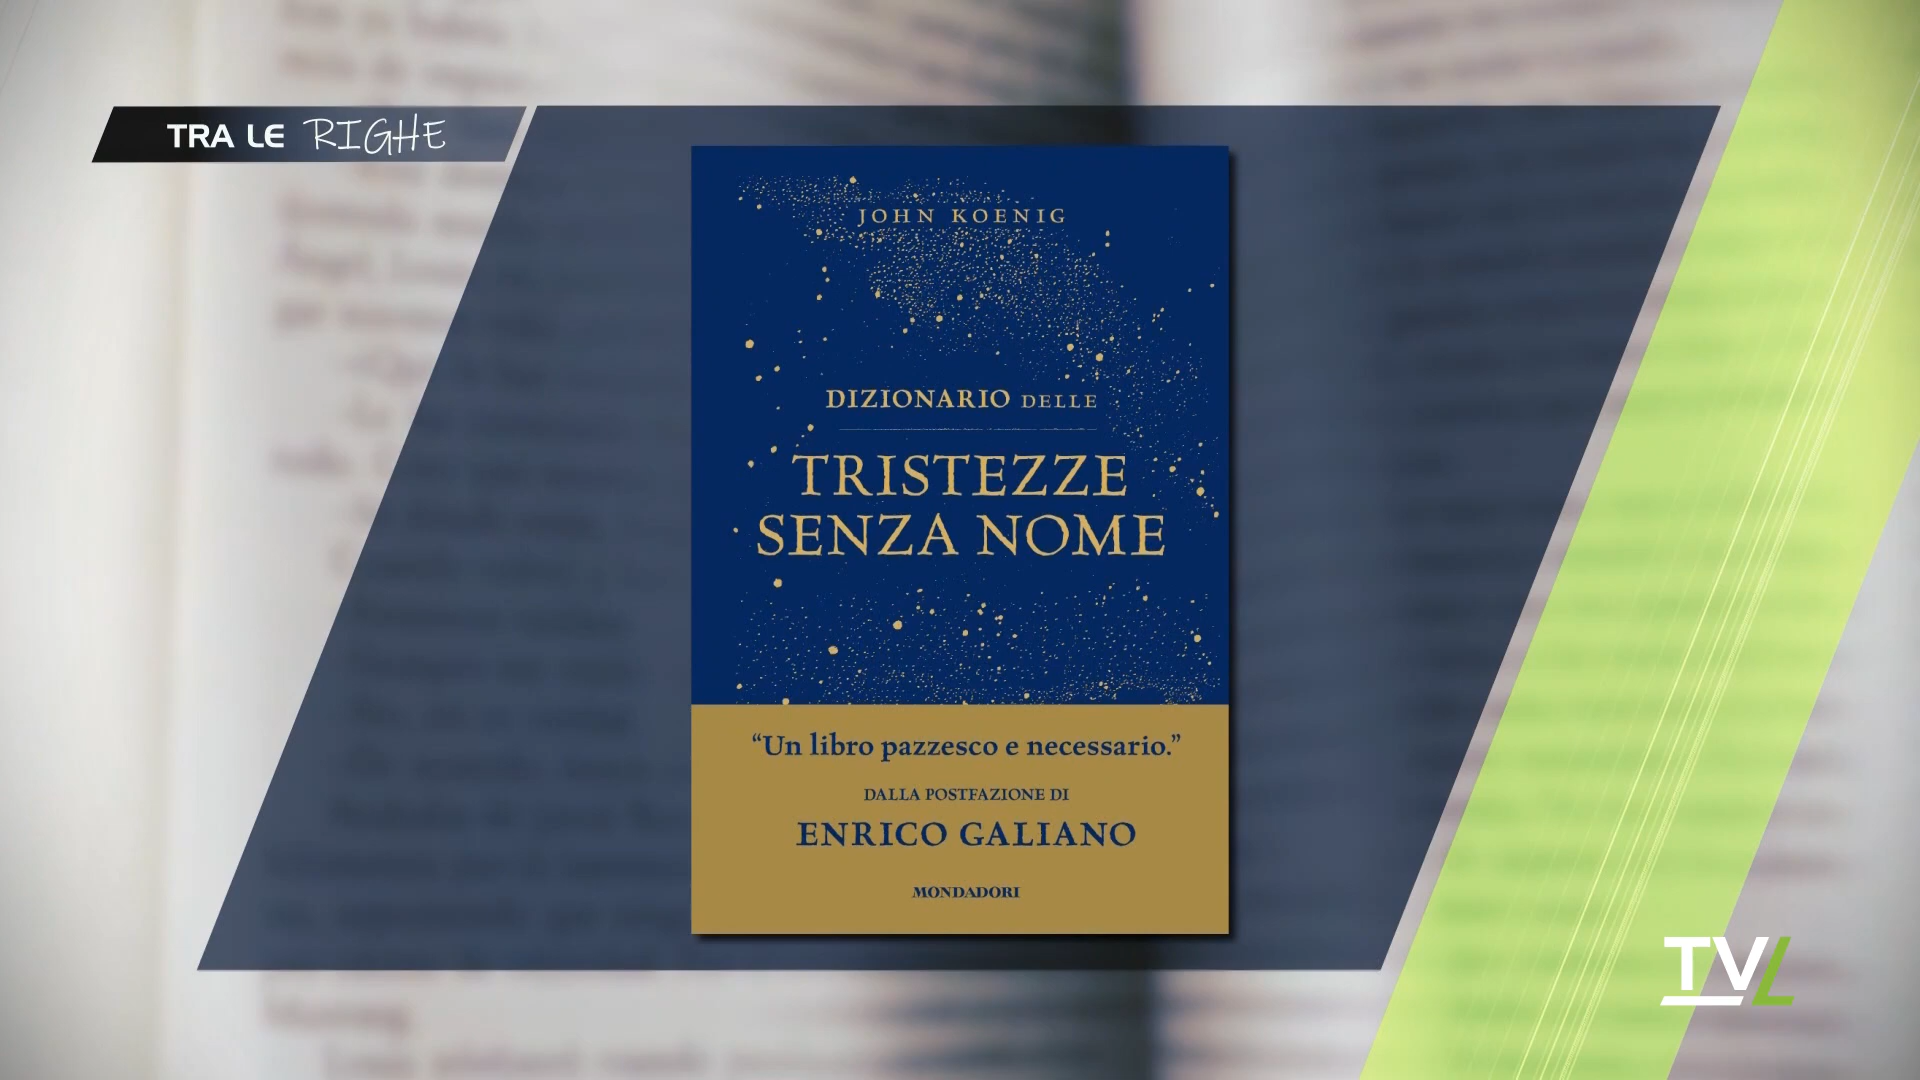 TRA LE RIGHE
JOHN KOENIG
DIZIONARIO DELLE
TRISTEZZE
SENZA NOME
“Un libro pazzesco e necessario.”
DALLA POSTFAZIONE DI
ENRICO GALIANO
MONDADORI
TVL